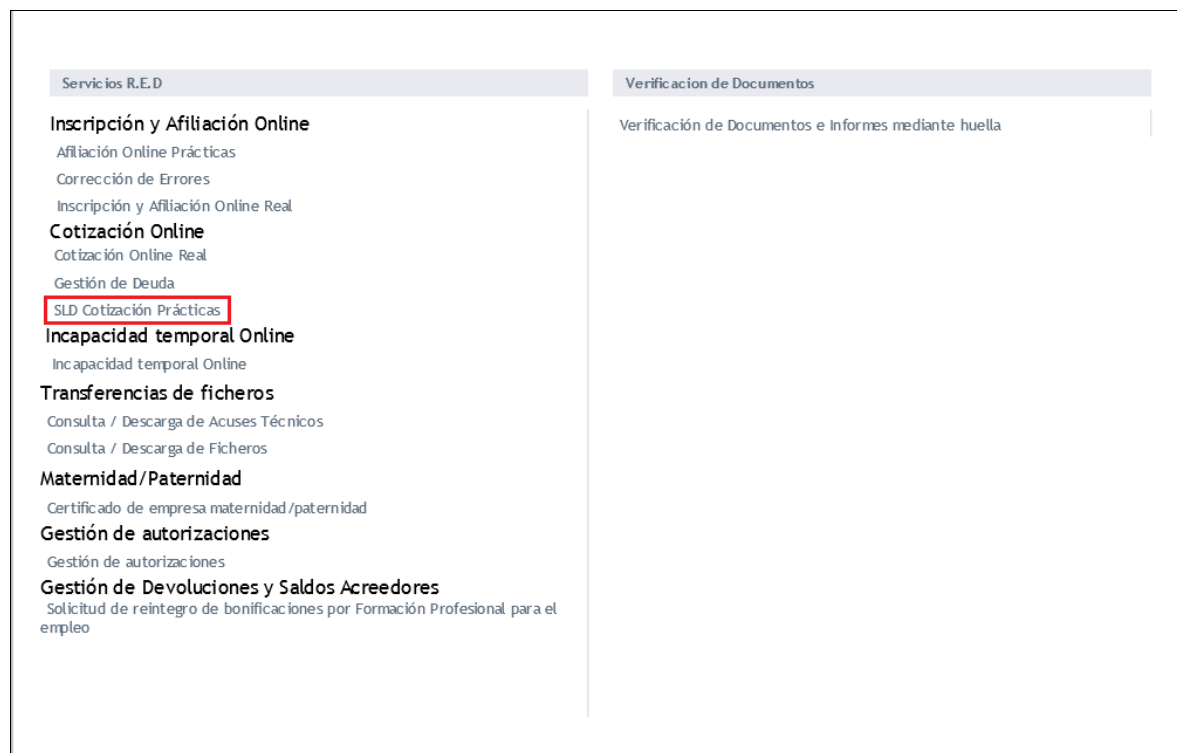 Servicios R.E.D
Inscripción y Afiliación Online
Afiliación Online Prácticas
Corrección de Errores
Inscripción y Afiliación Online Real
Cotización Online
Cotización Online Real
Gestión de Deuda
SLD Cotización Prácticas
Incapacidad temporal Online
Incapacidad temporal Online
Transferencias de ficheros
Consulta / Descarga de Acuses Técnicos
Consulta / Descarga de Ficheros
Maternidad/Paternidad
Certificado de empresa maternidad/paternidad
Gestión de autorizaciones
Gestión de autorizaciones
Gestión de Devoluciones y Saldos Acreedores
Solicitud de reintegro de bonificaciones por Formación Profesional para el
empleo
Verificacion de Documentos
Verificación de Documentos e Informes mediante huella